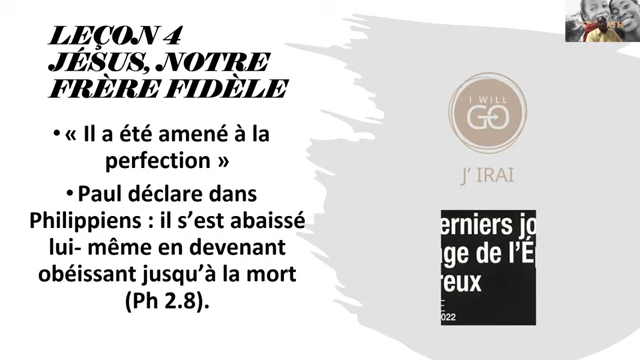 LEÇON 4
JÉSUS, NOTRE
FRÈRE FIDÈLE
• « Il a été amené à la
perfection »
• Paul déclare dans
Philippiens : il s’est abaissé
lui- même en devenant
obéissant jusqu’à la mort
(Ph 2.8).
I WILL
GO
J’ IRAI
erniers jo
ge de l’Ép
reux
E
022